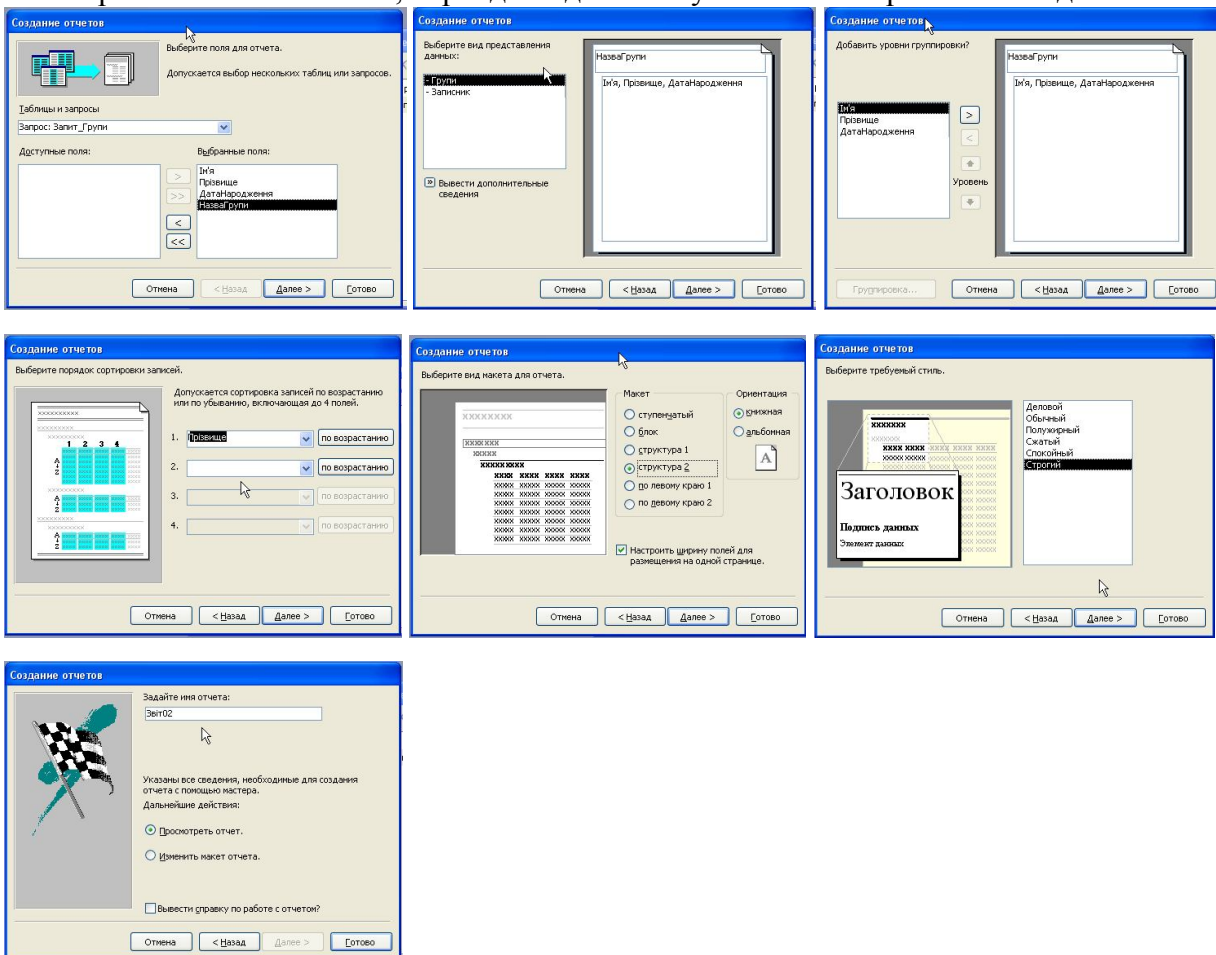 Создание отчетов
Выберите поля для отчета.
Допускается выбор нескольких таблиц или запросов.
Таблицы и запросы
Запрос: Запит_Групи
Доступные поля:
Выбранные поля:
Ім'я
Прізвище
ДатаНародження
НазваГрупи
>
>>
<
<<
Отмена
< Назад
Далее >
Готово
Создание отчетов
Выберите вид представления
данных:
- Групи
- Записник
Вывести дополнительные
сведения
НазваГрупи
Ім'я, Прізвище, ДатаНародження
Отмена
< Назад
Далее >
Готово
Создание отчетов
Добавить уровни группировки?
Ім'я
Прізвище
ДатаНародження
>
<
Уровень
НазваГрупи
Ім'я, Прізвище, ДатаНародження
Группировка...
Отмена
< Назад
Далее >
Готово
Создание отчетов
Выберите порядок сортировки записей.
Допускается сортировка записей по возрастанию
или по убыванию, включающая до 4 полей.
1. Прізвище по возрастанию
2. по возрастанию
3. по возрастанию
4. по возрастанию
Отмена
< Назад
Далее >
Готово
Создание отчетов
Выберите вид макета для отчета.
Макет
ступенчатый
блок
структура 1
структура 2
по левому краю 1
по левому краю 2
Ориентация
книжная
альбомная
A
Настроить ширину полей для
размещения на одной странице.
Отмена
< Назад
Далее >
Готово
Создание отчетов
Выберите требуемый стиль.
Заголовок
Подпись данных
Элемент данных
Деловой
Обычный
Полужирный
Сжатый
Спокойный
Строгий
Отмена
< Назад
Далее >
Готово
Создание отчетов
Задайте имя отчета:
Звіт02
Указаны все сведения, необходимые для создания
отчета с помощью мастера.
Дальнейшие действия:
Просмотреть отчет.
Изменить макет отчета.
Вывести справку по работе с отчетом?
Отмена
< Назад
Далее >
Готово